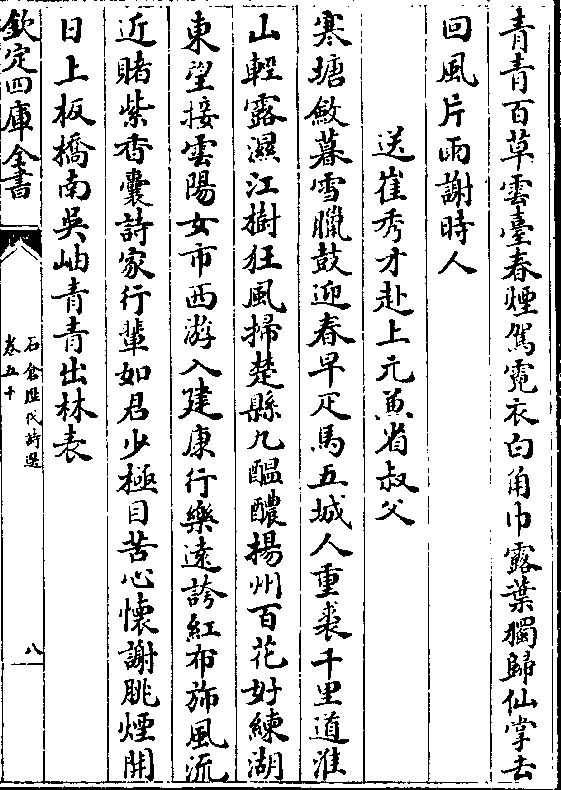 青青百草雲臺春煙駕霓衣白角巾露葉獨歸仙掌去
回風片雨謝時人
送崔秀才赴上元兼省叔父
寒塘斂暮雪臘鼓迎春早疋馬五城人重裘千里道淮
山輕露濕江樹狂風掃楚縣几醞醲揚州百花好練湖
東望接雲陽女市西游入建康行樂遠誇紅布斾風流
近賭紫香囊詩家行輩如君少極目苦心懷謝朓煙開
日上板橋南吳岫青青出林表
欽定四庫全書
石倉歴代詩選
卷五十
八